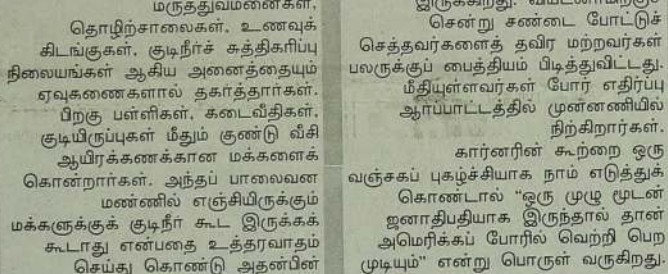 மருத்துவமனைகள்,
தொழிற்சாலைகள், உணவுக்
கிடங்குகள், குடிநீர்ச் சுத்திகரிப்பு
நிலையங்கள் ஆகிய அனைத்தையும்
ஏவுகணைகளால் தகர்த்தார்கள்.
பிறகு பள்ளிகள், கடைவீதிகள்,
குடியிருப்புகள் மீதும் குண்டு வீசி
ஆயிரக்கணக்கான மக்களைக்
கொன்றார்கள். அந்தப் பாலைவன
மண்ணில் எஞ்சியிருக்கும்
மக்களுக்குக் குடிநீர் கூட இருக்கக்
கூடாது என்பதை உத்தரவாதம்
செய்து கொண்டு அதன்பின்
இருக்கிறது. வியட்னாமிற்குச்
சென்று சண்டை போட்டுச்
செத்தவர்களைத் தவிர மற்றவர்கள்
பலருக்குப் பைத்தியம் பிடித்துவிட்டது.
மீதியுள்ளவர்கள் போர் எதிர்ப்பு
ஆர்ப்பாட்டத்தில் முன்னணியில்
நிற்கிறார்கள்.
கார்னரின் கூற்றை ஒரு
வஞ்சகப் புகழ்ச்சியாக நாம் எடுத்துக்
கொண்டால் “ஒரு முழு மூடன்
ஜனாதிபதியாக இருந்தால் தான்
அமெரிக்கப் போரில் வெற்றி பெற
முடியும்” என்று பொருள் வருகிறது.